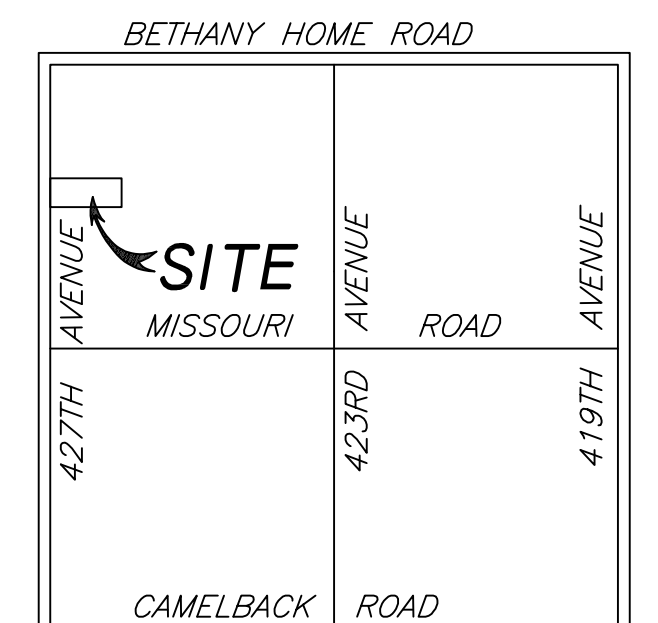 BETHANY HOME ROAD
SITE
MISSOURI ROAD
427TH AVENUE
423RD AVENUE
419TH AVENUE
CAMELBACK ROAD